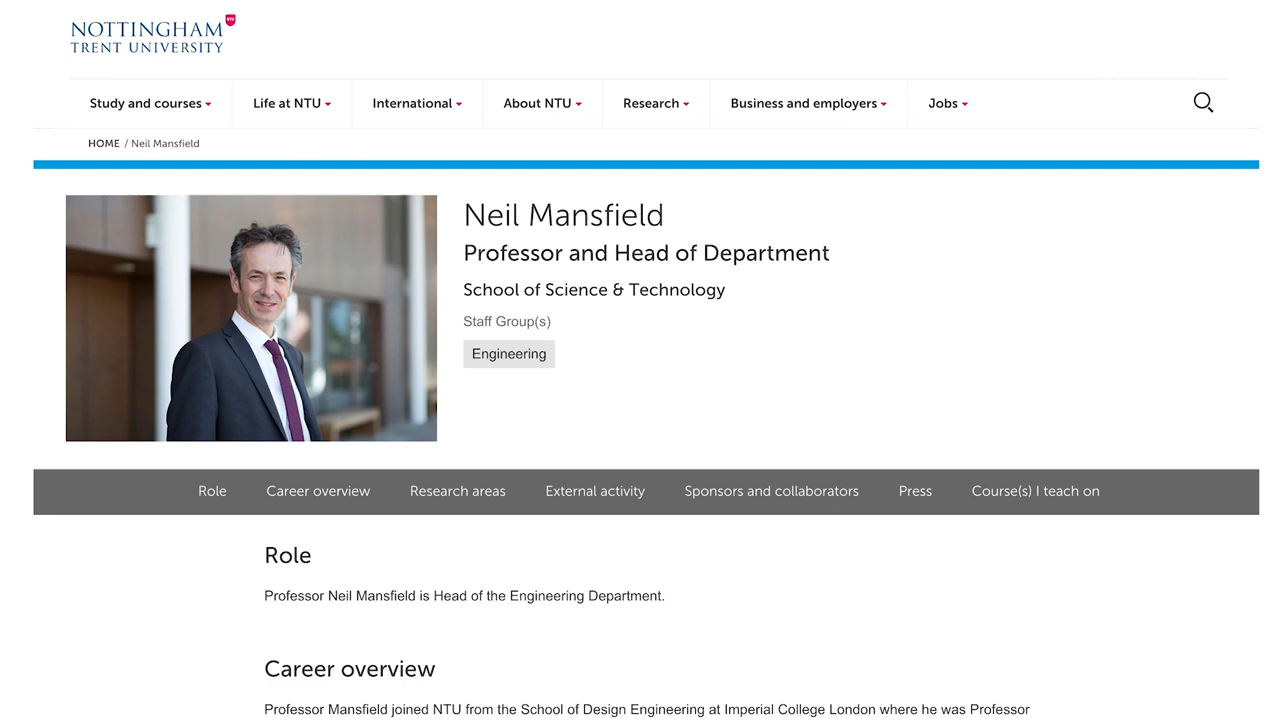 NTU
NOTTINGHAM
TRENT UNIVERSITY
Study and courses
Life at NTU
International
About NTU
Research
Business and employers
Jobs
HOME / Neil Mansfield
Neil Mansfield
Professor and Head of Department
School of Science & Technology
Staff Group(s)
Engineering
Role
Career overview
Research areas
External activity
Sponsors and collaborators
Press
Course(s) I teach on
Role
Professor Neil Mansfield is Head of the Engineering Department.
Career overview
Professor Mansfield joined NTU from the School of Design Engineering at Imperial College London where he was Professor